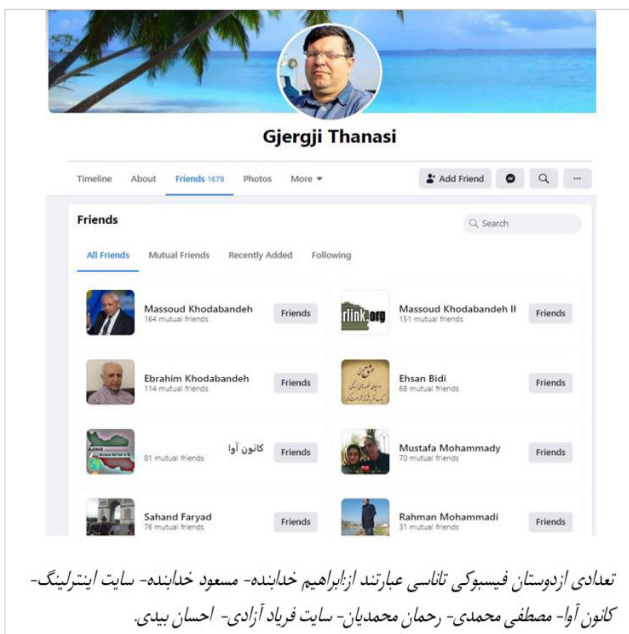 Gjergji Thanasi
Timeline About Friends 1679 Photos More Add Friend
Friends
Search
All Friends Mutual Friends Recently Added Following
Massoud Khodabandeh
164 mutual friends
Friends
rlink.org
Massoud Khodabandeh II
151 mutual friends
Friends
Ebrahim Khodabandeh
114 mutual friends
Friends
Ehsan Bidi
68 mutual friends
Friends
کانون آوا
81 mutual friends
Friends
Mustafa Mohammady
70 mutual friends
Friends
Sahand Faryad
76 mutual friends
Friends
Rahman Mohammadi
31 mutual friends
Friends
تعدادی ازدوستان فیسبوکی تاناسی عبارتند از:ابراهیم خدابنده- مسعود خدابنده- سایت اینترلینگ-
کانون آوا- مصطفی محمدی- رحمان محمدیان- سایت فریاد آزادی- احسان بیدی.